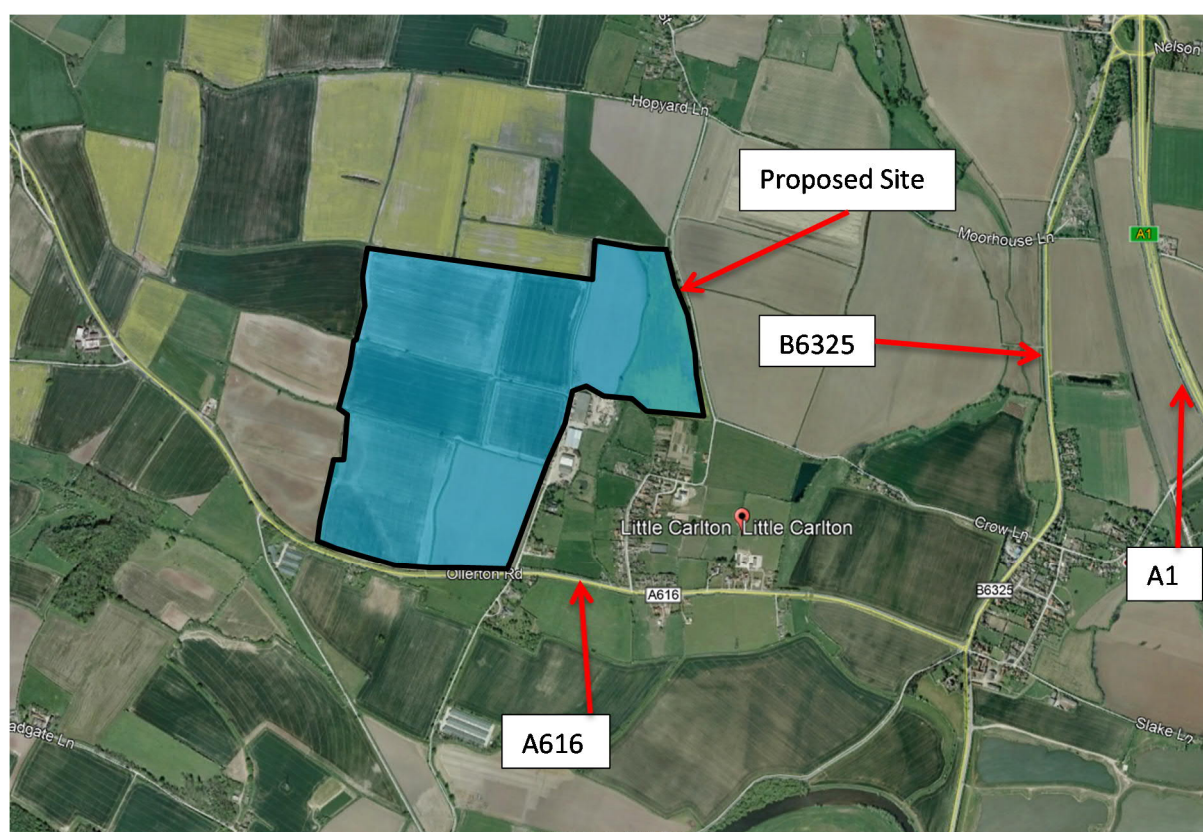 Nelson
Hopyard Ln
Proposed Site
Moorhouse Ln
A1
B6325
Little Carlton Little Carlton
Crow Ln
A1
Ollerton Rd
A616
B6325
adgate Ln
A616
Slake Ln